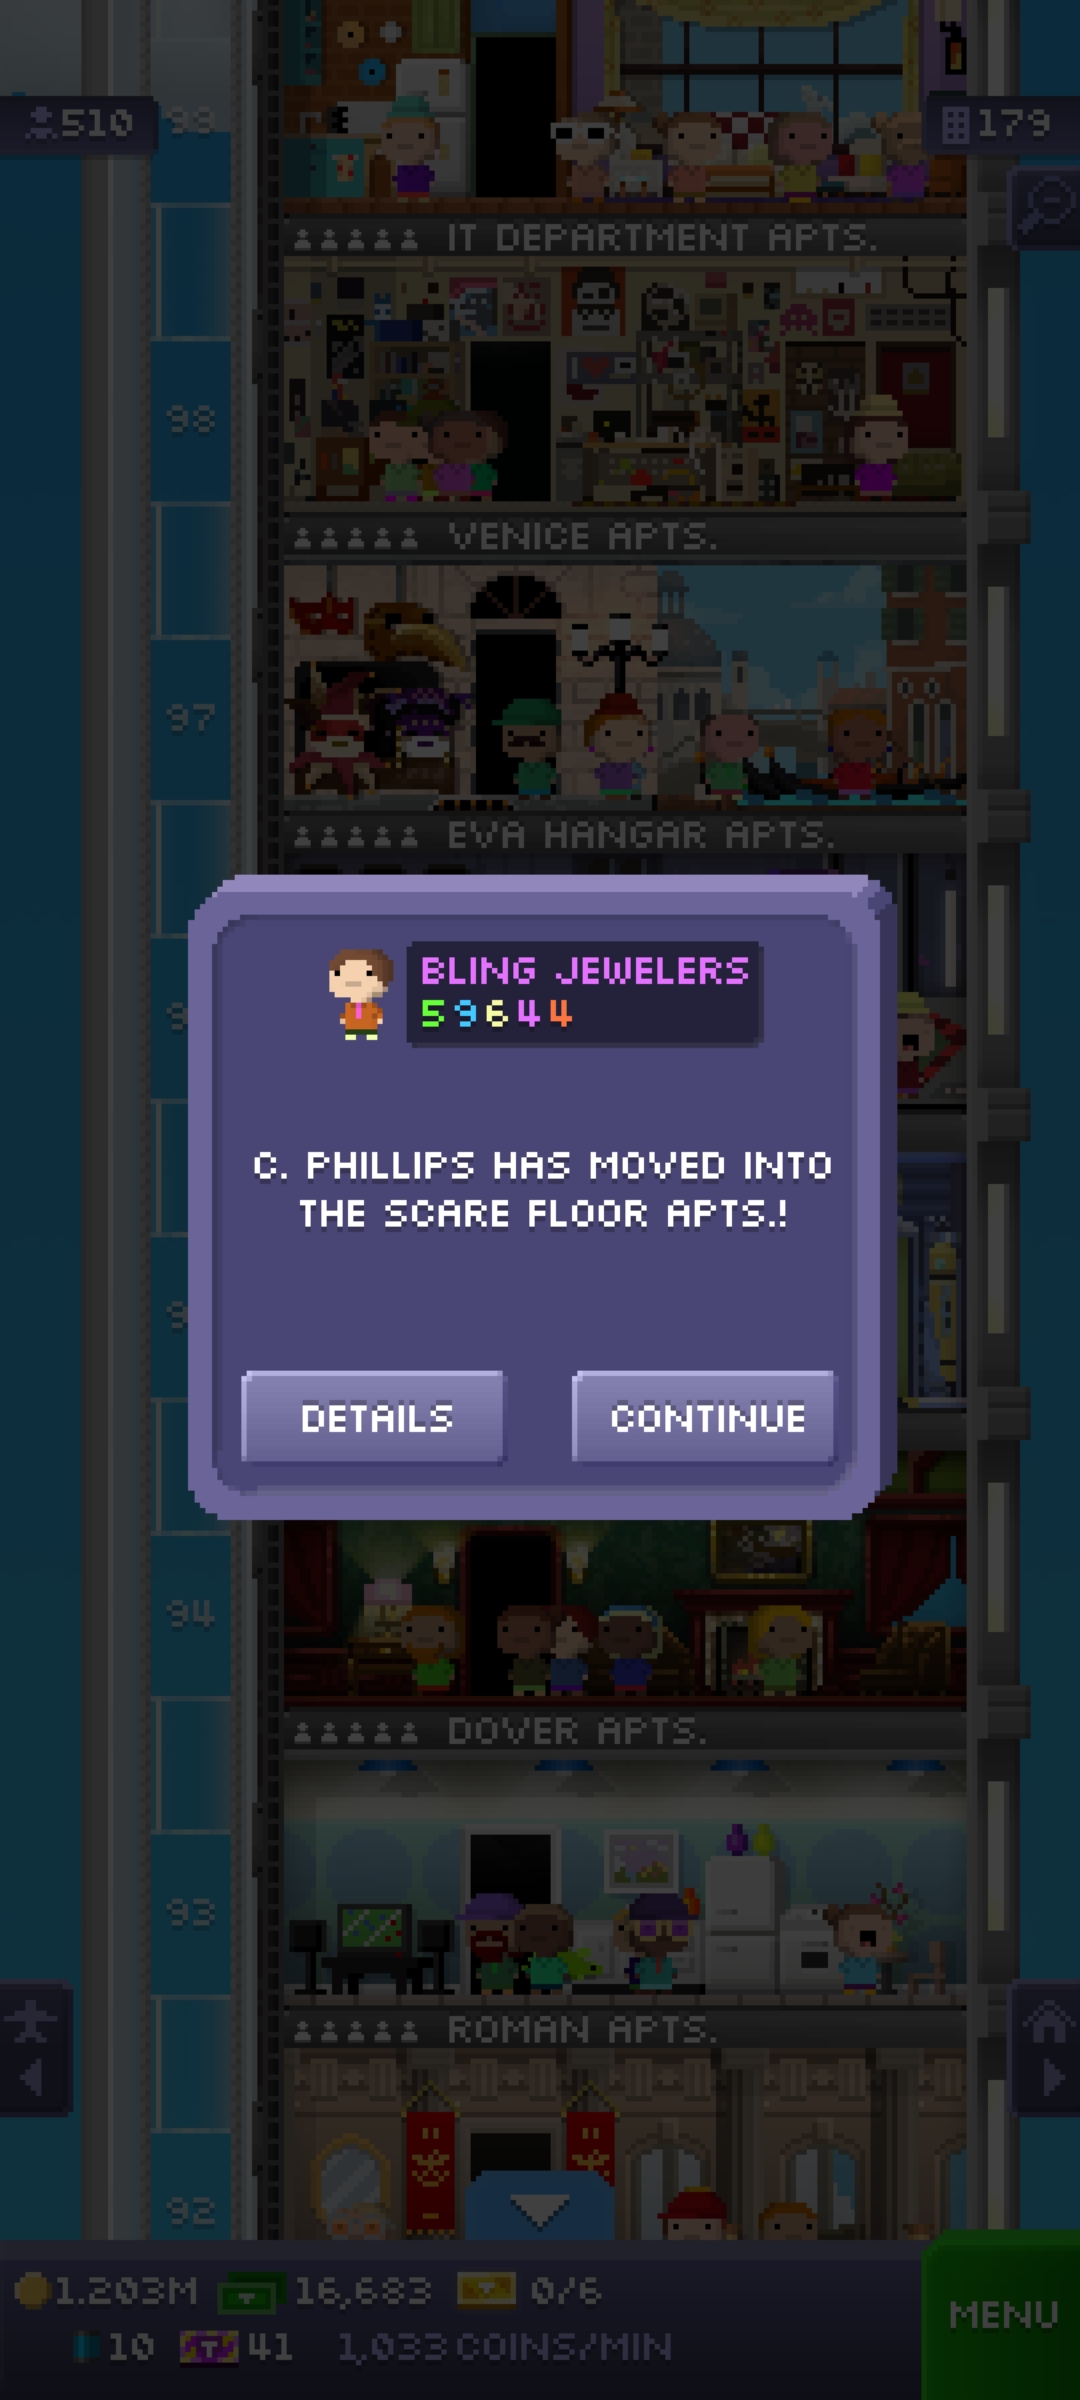 510
99
179
IT DEPARTMENT APTS.
98
VENICE APTS.
97
EVA HANGAR APTS.
BLING JEWELERS
59644
C. PHILLIPS HAS MOVED INTO
THE SCARE FLOOR APTS.!
DETAILS
CONTINUE
94
DOVER APTS.
93
ROMAN APTS.
92
1.203M
16,683
0/6
MENU
10
T
41
1,033 COINS/MIN